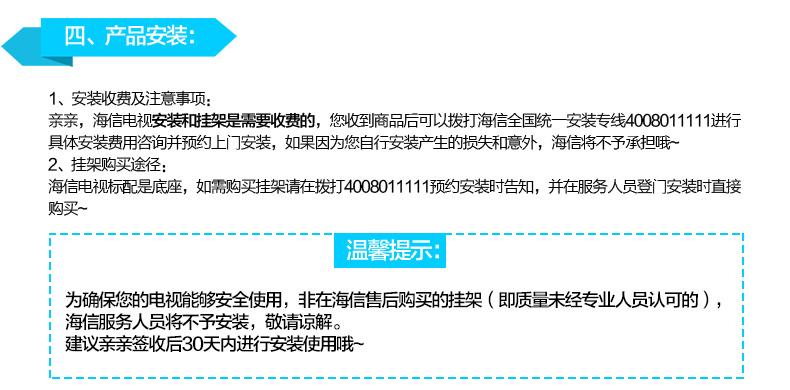 四、产品安装：
1、安装收费及注意事项：
亲亲，海信电视安装和挂架是需要收费的，您收到商品后可以拨打海信全国统一安装专线4008011111进行
具体安装费用咨询并预约上门安装，如果因为您自行安装产生的损失和意外，海信将不予承担哦~
2、挂架购买途径：
海信电视标配是底座，如需购买挂架请在拨打4008011111预约安装时告知，并在服务人员登门安装时直接
购买~
温馨提示：
为确保您的电视能够安全使用，非在海信售后购买的挂架（即质量未经专业人员认可的），
海信服务人员将不予安装，敬请谅解。
建议亲亲签收后30天内进行安装使用哦~